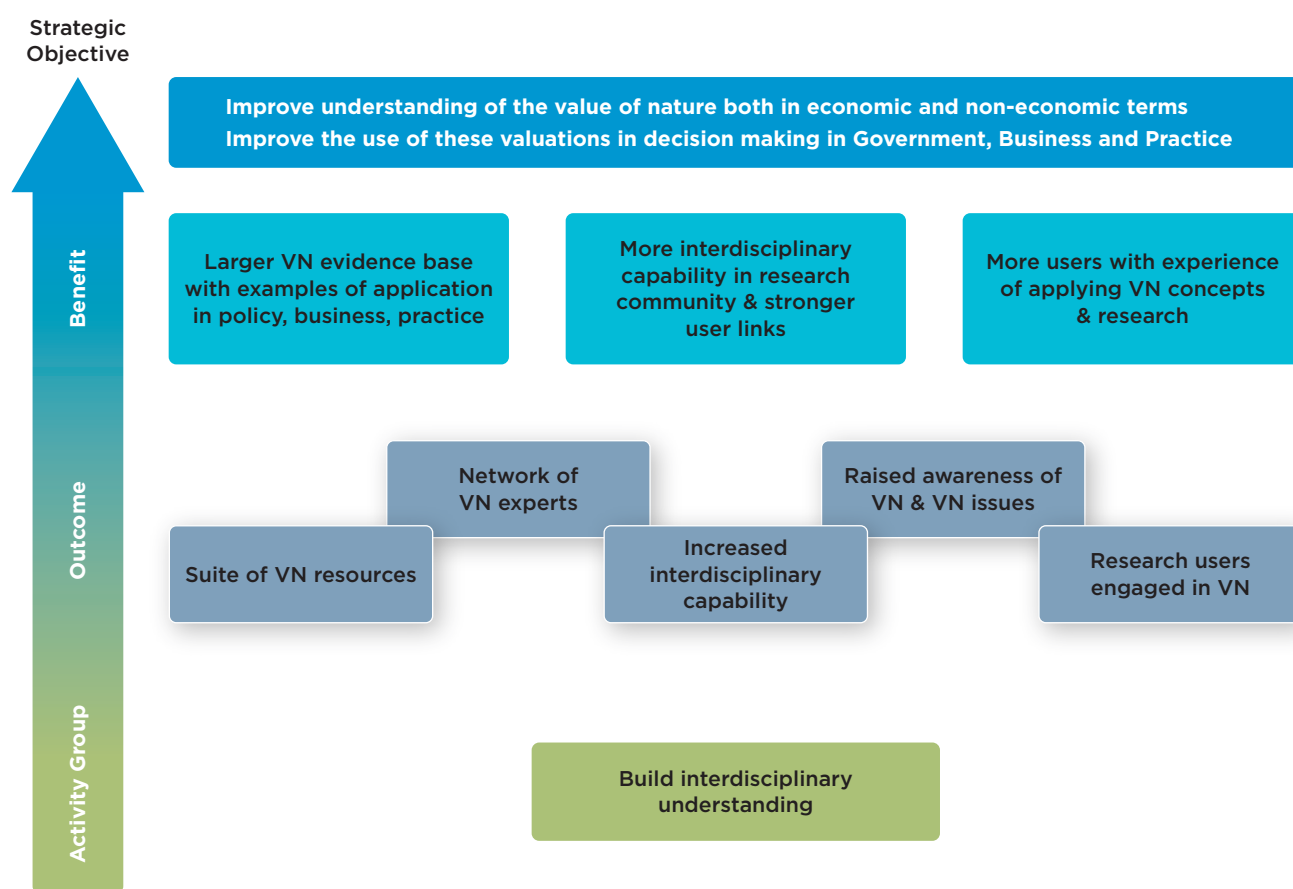 Strategic
Objective
Improve understanding of the value of nature both in economic and non-economic terms
Improve the use of these valuations in decision making in Government, Business and Practice
Benefit
Larger VN evidence base
with examples of application
in policy, business, practice
More interdisciplinary
capability in research
community & stronger
user links
More users with experience
of applying VN concepts
& research
Outcome
Network of
VN experts
Raised awareness of
VN & VN issues
Suite of VN resources
Increased
interdisciplinary
capability
Research users
engaged in VN
Activity Group
Build interdisciplinary
understanding